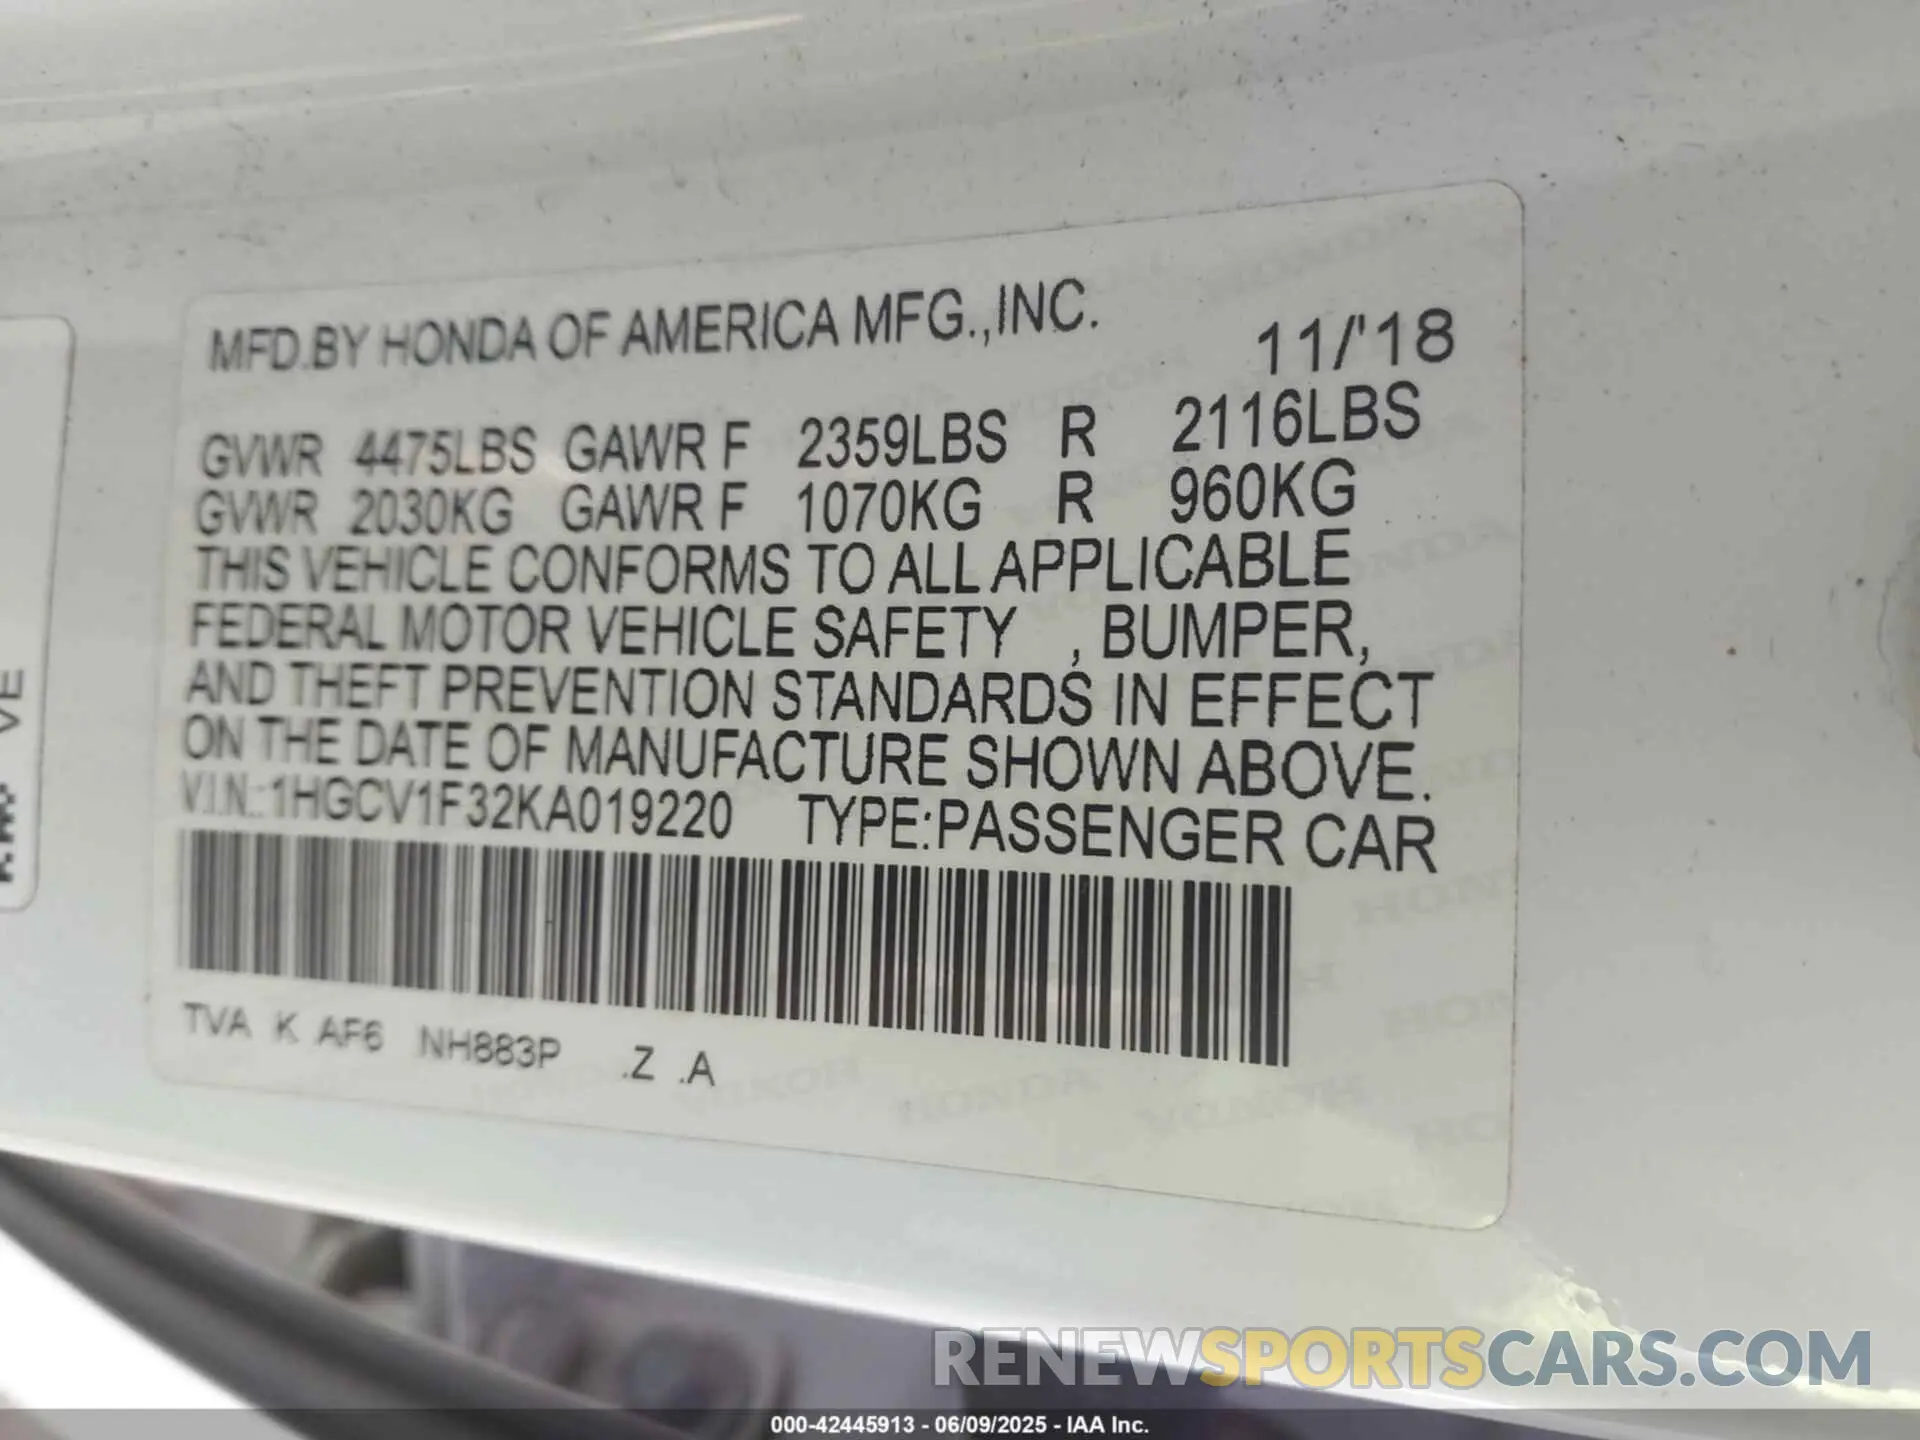 MFD.BY HONDA OF AMERICA MFG.,INC. 11/'18
GVWR 4475LBS GAWR F 2359LBS R 2116LBS
GVWR 2030KG GAWR F 1070KG R 960KG
THIS VEHICLE CONFORMS TO ALL APPLICABLE
FEDERAL MOTOR VEHICLE SAFETY , BUMPER,
AND THEFT PREVENTION STANDARDS IN EFFECT
ON THE DATE OF MANUFACTURE SHOWN ABOVE.
V.I.N.:1HGCV1F32KA019220 TYPE:PASSENGER CAR
TVA K AF6 NH883P .Z .A
VE
RENEWSPORTSCARS.COM
000-42445913 - 06/09/2025 - IAA Inc.